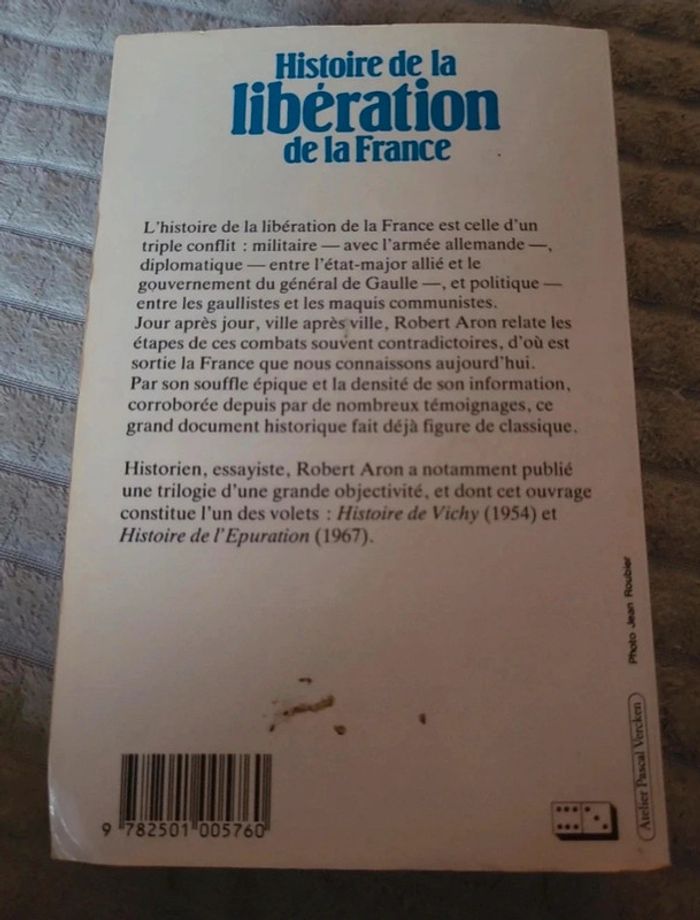 Histoire de la
libération
de la France
L'histoire de la libération de la France est celle d'un
triple conflit : militaire — avec l'armée allemande —,
diplomatique — entre l'état-major allié et le
gouvernement du général de Gaulle —, et politique —
entre les gaullistes et les maquis communistes.
Jour après jour, ville après ville, Robert Aron relate les
étapes de ces combats souvent contradictoires, d'où est
sortie la France que nous connaissons aujourd'hui.
Par son souffle épique et la densité de son information,
corroborée depuis par de nombreux témoignages, ce
grand document historique fait déjà figure de classique.
Historien, essayiste, Robert Aron a notamment publié
une trilogie d'une grande objectivité, et dont cet ouvrage
constitue l'un des volets : Histoire de Vichy (1954) et
Histoire de l'Epuration (1967).
Photo Jean Roubier
Atelier Pascal Vercken
9 782501 005760